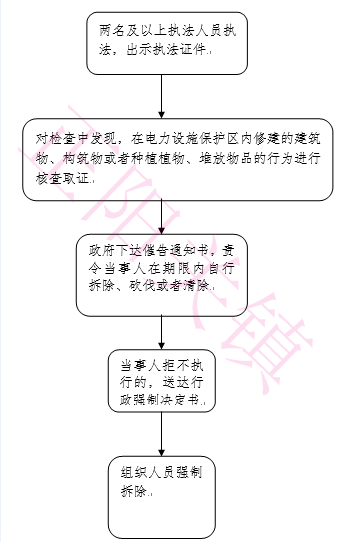 两名及以上执法人员执
法，出示执法证件。
对检查中发现，在电力设施保护区内修建的建筑
物、构筑物或者种植植物、堆放物品的行为进行
核查取证。
政府下达催告通知书，责
令当事人在期限内自行
拆除、砍伐或者清除。
当事人拒不执
行的，送达行
政强制决定书。
组织人员强制
拆除。
正阳关镇